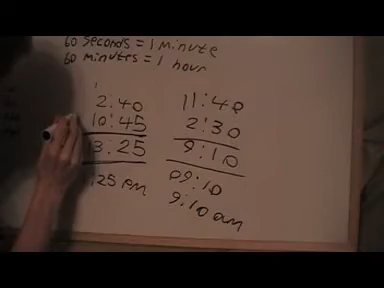 60 seconds = 1 minute
60 minutes = 1 hour
1
2:40
10:45
13:25
:25 am
11:40
2:30
9:10
09:10
9:10 am